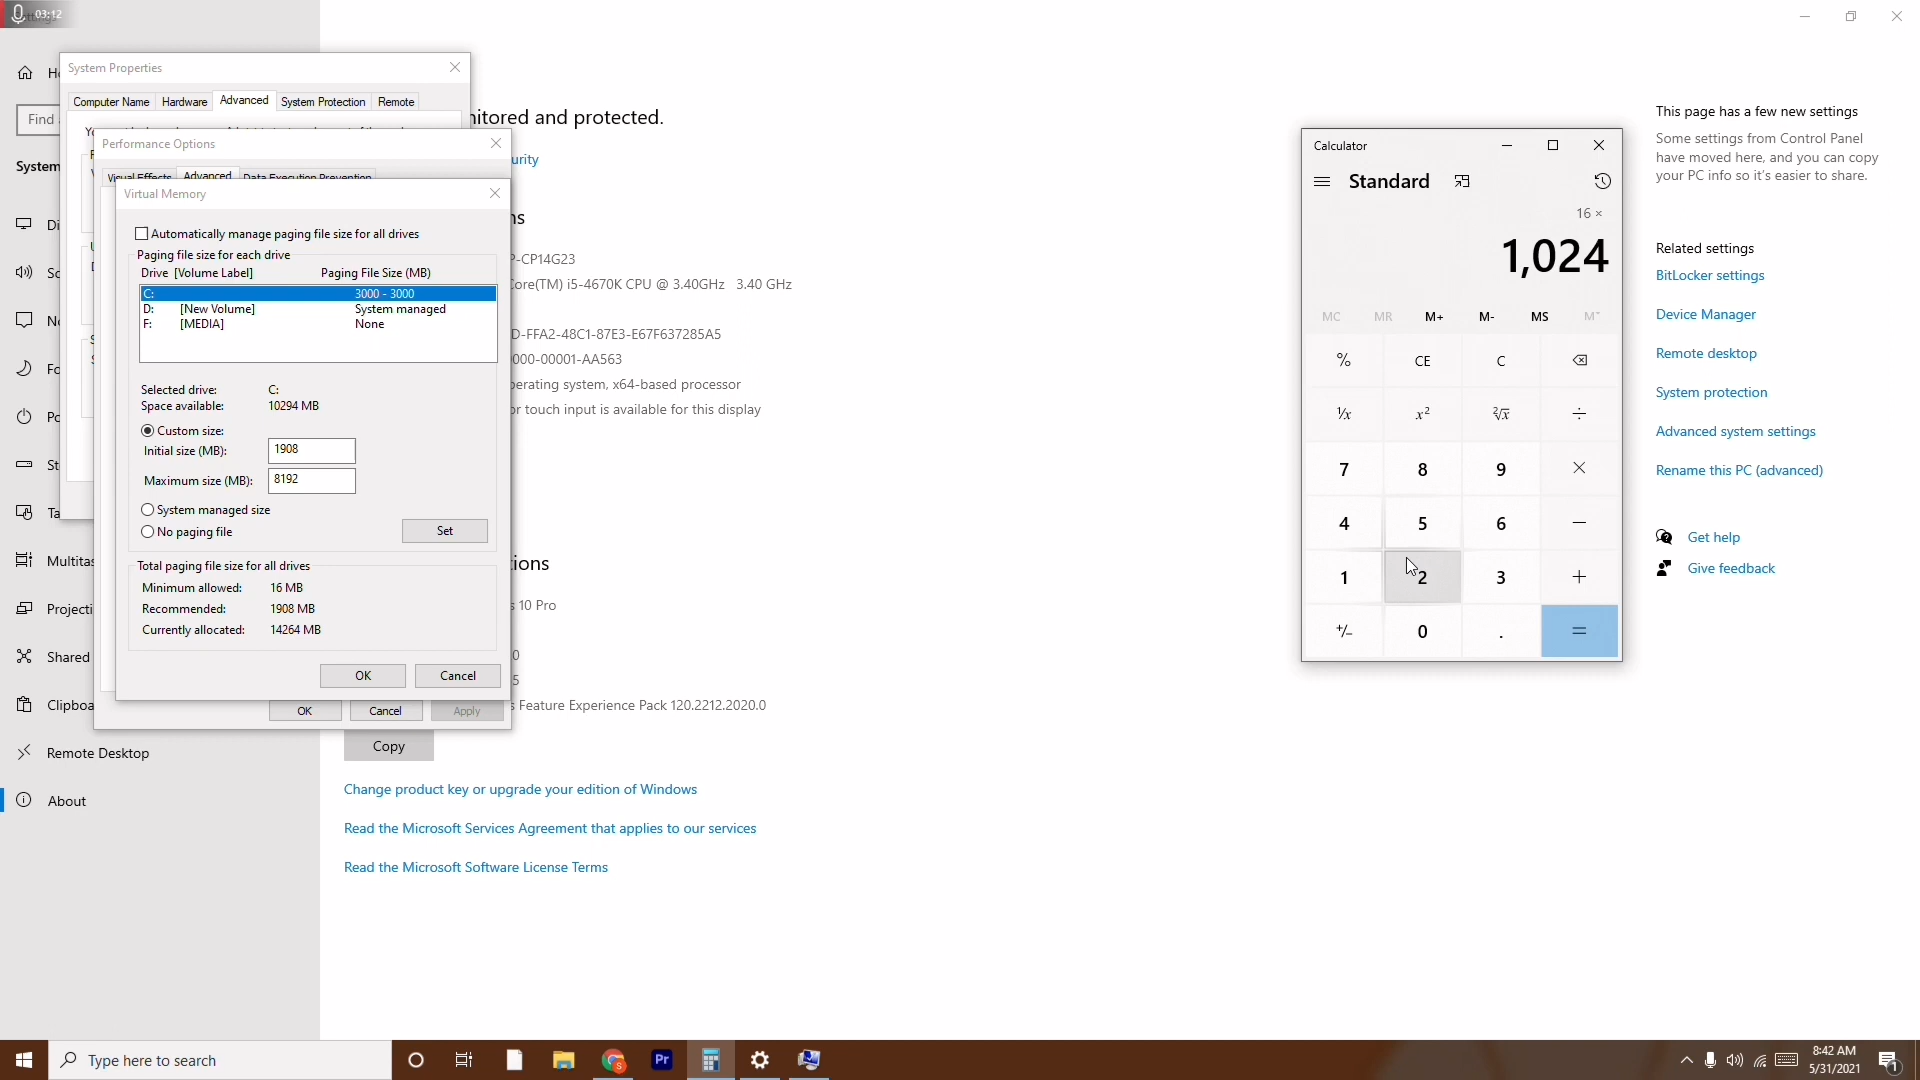 03:12
System Properties
Computer Name
Hardware
Advanced
System Protection
Remote
Performance Options
Visual Effects
Advanced
Data Execution Prevention
Virtual Memory
Automatically manage paging file size for all drives
Paging file size for each drive
Drive [Volume Label] Paging File Size (MB)
C: 3000 - 3000
D: [New Volume] System managed
F: [MEDIA] None
Selected drive: C:
Space available: 10294 MB
Custom size:
Initial size (MB): 1908
Maximum size (MB): 8192
System managed size
No paging file
Set
Total paging file size for all drives
Minimum allowed: 16 MB
Recommended: 1908 MB
Currently allocated: 14264 MB
OK Cancel
OK Cancel Apply
Find
System
Multitas
Projecti
Shared
Clipboa
Remote Desktop
About
nitored and protected.
urity
ns
P-CP14G23
Core(TM) i5-4670K CPU @ 3.40GHz 3.40 GHz
D-FFA2-48C1-87E3-E67F637285A5
000-00001-AA563
perating system, x64-based processor
or touch input is available for this display
tions
s 10 Pro
0
5
s Feature Experience Pack 120.2212.2020.0
Copy
Change product key or upgrade your edition of Windows
Read the Microsoft Services Agreement that applies to our services
Read the Microsoft Software License Terms
Calculator
Standard
16 ×
1,024
MC MR M+ M- MS M˅
% CE C
¹/x x² ²√x ÷
7 8 9 ×
4 5 6 −
1 2 3 +
+/− 0 . =
This page has a few new settings
Some settings from Control Panel
have moved here, and you can copy
your PC info so it's easier to share.
Related settings
BitLocker settings
Device Manager
Remote desktop
System protection
Advanced system settings
Rename this PC (advanced)
Get help
Give feedback
Type here to search
Pr
8:42 AM
5/31/2021
1